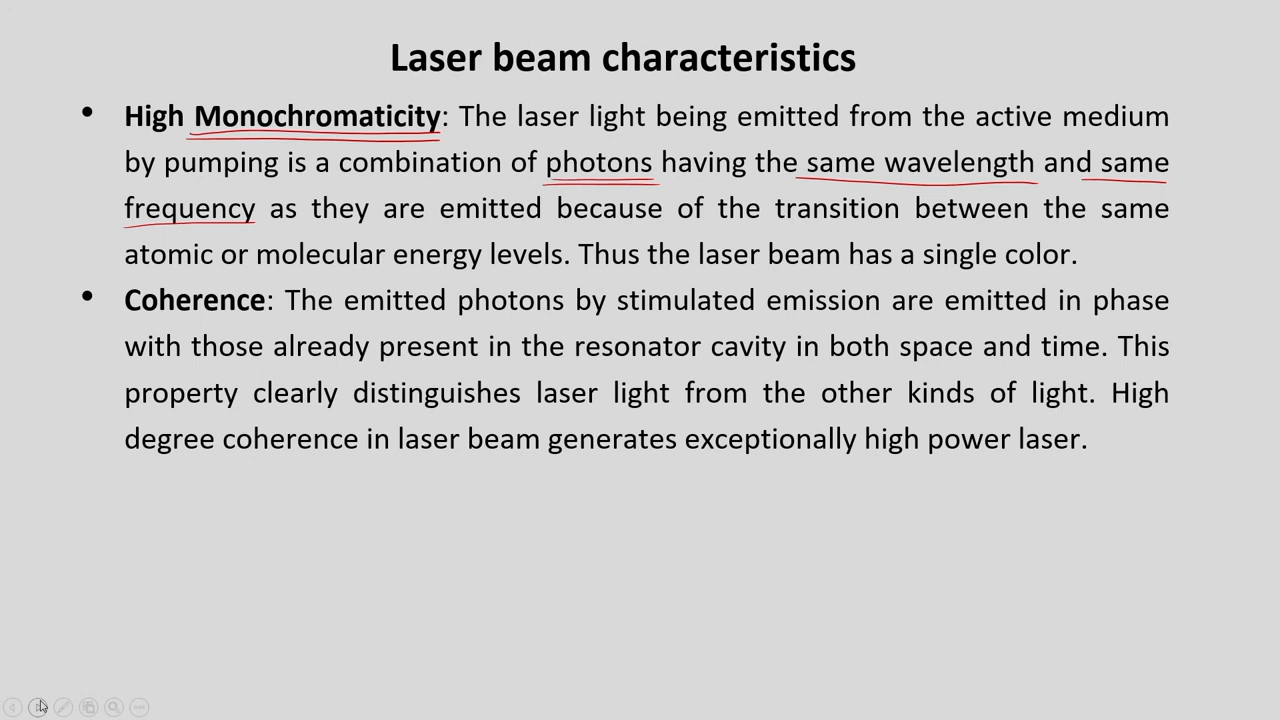 Laser beam characteristics
• High Monochromaticity: The laser light being emitted from the active medium
by pumping is a combination of photons having the same wavelength and same
frequency as they are emitted because of the transition between the same
atomic or molecular energy levels. Thus the laser beam has a single color.
• Coherence: The emitted photons by stimulated emission are emitted in phase
with those already present in the resonator cavity in both space and time. This
property clearly distinguishes laser light from the other kinds of light. High
degree coherence in laser beam generates exceptionally high power laser.